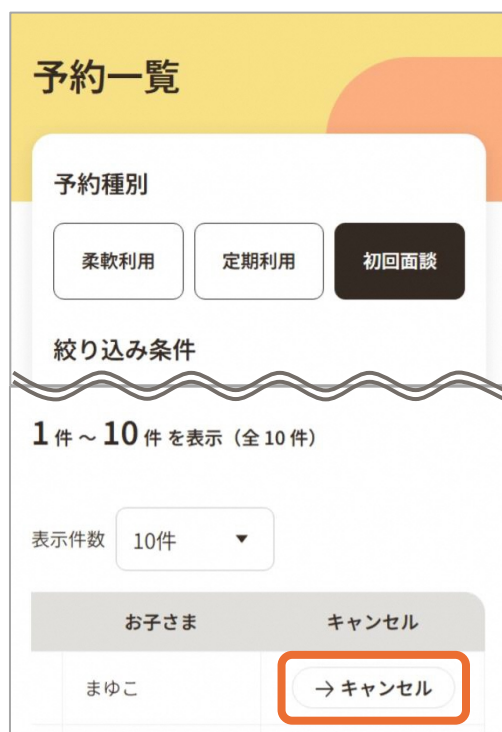 予約一覧
予約種別
柔軟利用 定期利用 初回面談
絞り込み条件
1件～10件を表示（全10件）
表示件数 10件
お子さま キャンセル
まゆこ →キャンセル